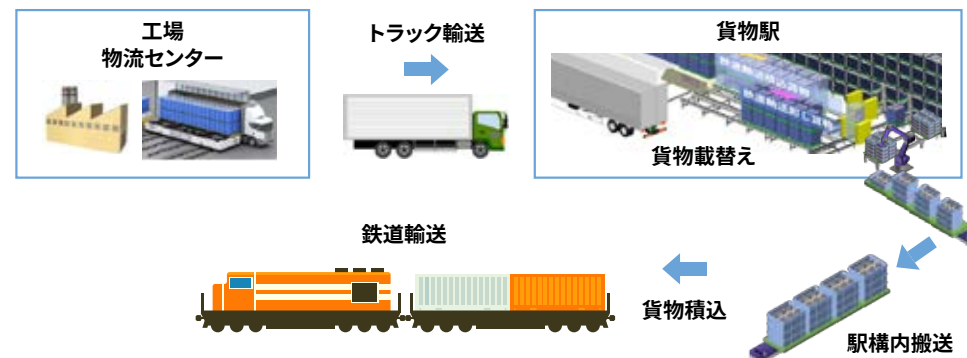 工場
物流センター
トラック輸送
貨物駅
貨物載替え
鉄道輸送
貨物積込
駅構内搬送